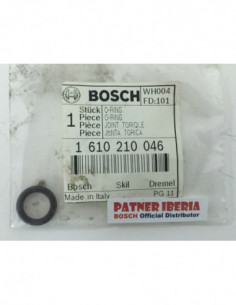 BOSCH
WH004
FD:101
1
Stück O-RING
Piece O-RING
Pièce JOINT TORIQUE
Pieza JUNTA TORICA
1 610 210 046
Bosch Skil Dremel
Made in Italy PG 11
PATNER IBERIA
BOSCH Official Distributor